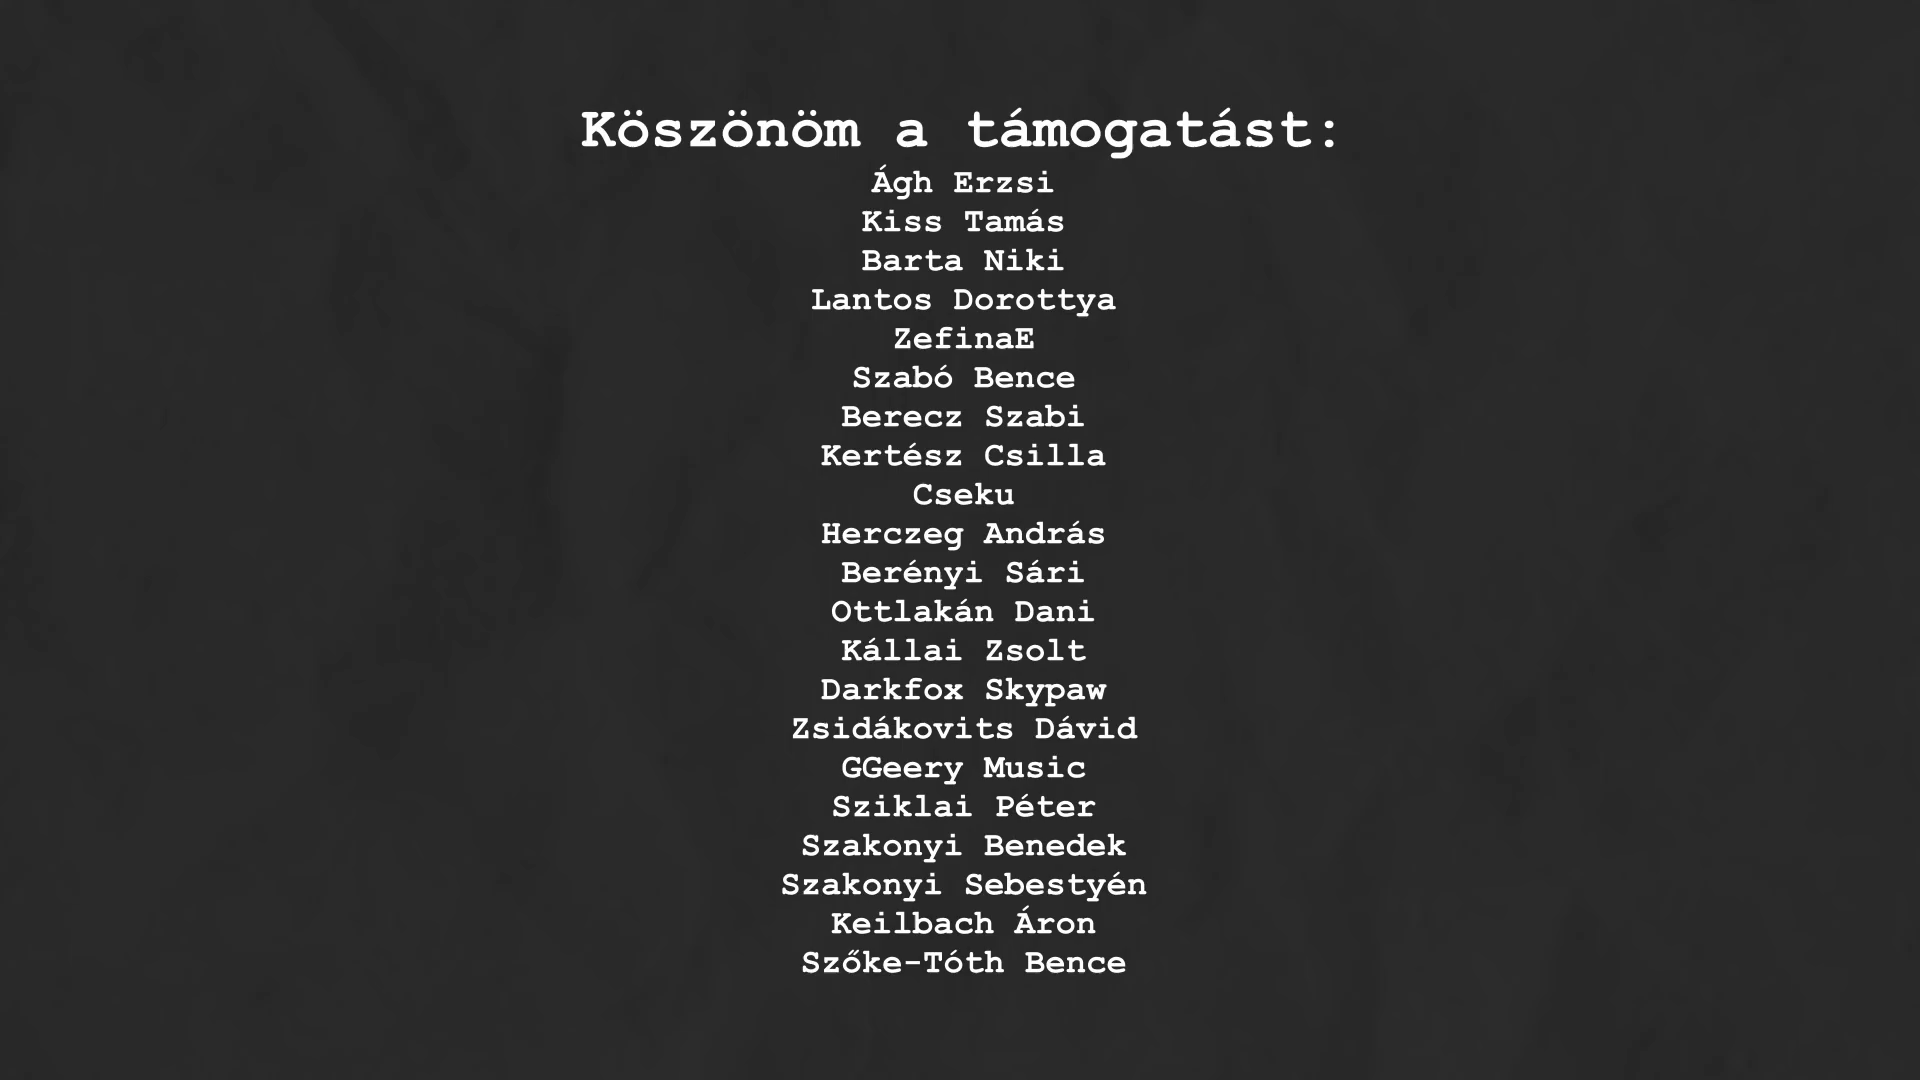 Köszönöm a támogatást:
Ágh Erzsi
Kiss Tamás
Barta Niki
Lantos Dorottya
ZefinaE
Szabó Bence
Berecz Szabi
Kertész Csilla
Cseku
Herczeg András
Berényi Sári
Ottlakán Dani
Kállai Zsolt
Darkfox Skypaw
Zsidákovits Dávid
GGeery Music
Sziklai Péter
Szakonyi Benedek
Szakonyi Sebestyén
Keilbach Áron
Szőke-Tóth Bence